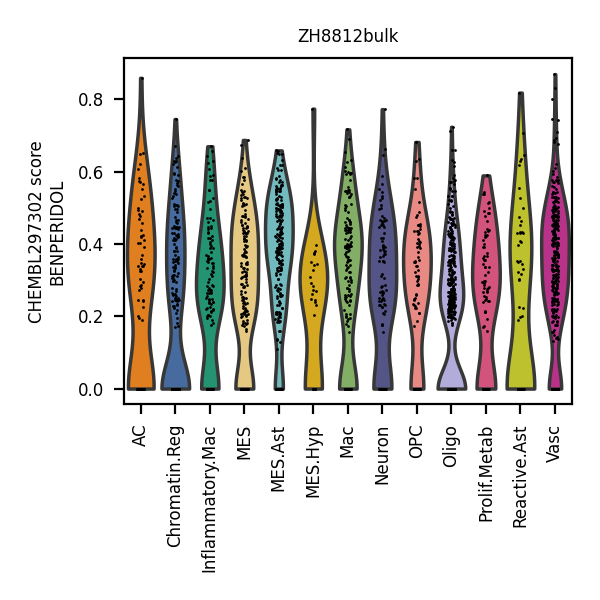 ZH8812bulk
CHEMBL297302 score
BENPERIDOL
0.8
0.6
0.4
0.2
0.0
AC
Chromatin.Reg
Inflammatory.Mac
MES
MES.Ast
MES.Hyp
Mac
Neuron
OPC
Oligo
Prolif.Metab
Reactive.Ast
Vasc